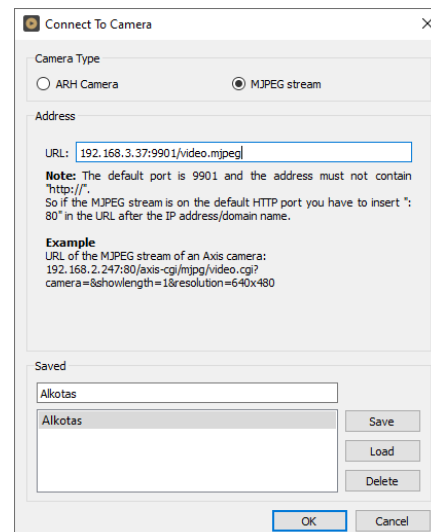 Connect To Camera
Camera Type
ARH Camera
MJPEG stream
Address
URL: 192.168.3.37:9901/video.mjpeg
Note: The default port is 9901 and the address must not contain
"http://".
So if the MJPEG stream is on the default HTTP port you have to insert ":
80" in the URL after the IP address/domain name.
Example
URL of the MJPEG stream of an Axis camera:
192.168.2.247:80/axis-cgi/mjpg/video.cgi?
camera=&showlength=1&resolution=640x480
Saved
Alkotas
Alkotas
Save
Load
Delete
OK
Cancel